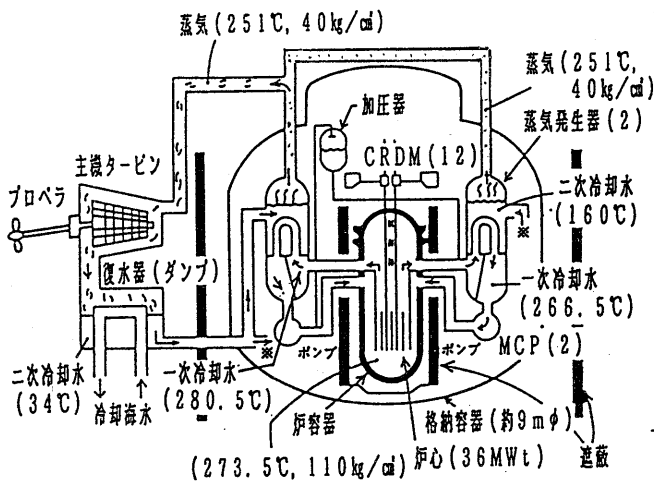 蒸気(251℃,40kg/c㎡)
蒸気(251℃,
40kg/c㎡)
加圧器
蒸気発生器(2)
CRDM(12)
主機タービン
プロペラ
二次冷却水
(160℃)
※
復水器(ダンプ)
一次冷却水
(266.5℃)
※
ポンプ
ポンプ
MCP(2)
二次冷却水
(34℃)
冷却海水
一次冷却水
(280.5℃)
炉容器
格納容器(約9mφ)
(273.5℃,110kg/c㎡)
炉心(36MWt)
遮蔽